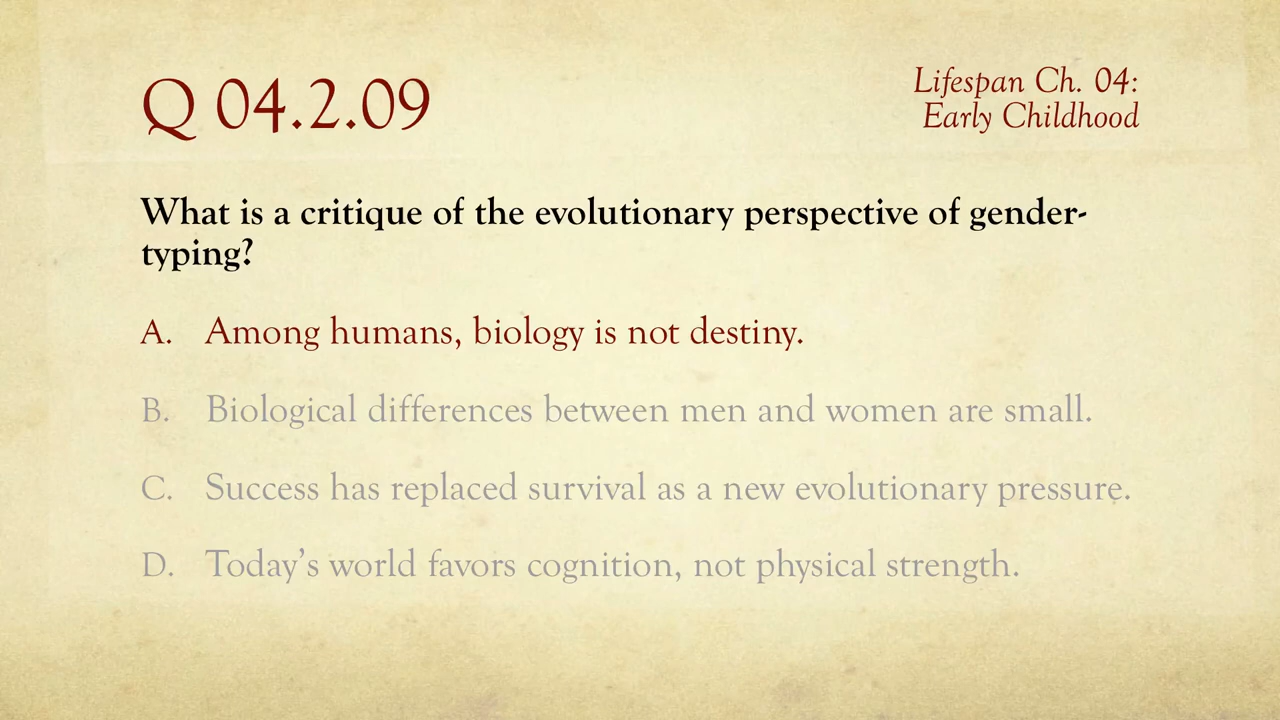 Q 04.2.09
Lifespan Ch. 04:
Early Childhood
What is a critique of the evolutionary perspective of gender-
typing?
A. Among humans, biology is not destiny.
B. Biological differences between men and women are small.
C. Success has replaced survival as a new evolutionary pressure.
D. Today’s world favors cognition, not physical strength.